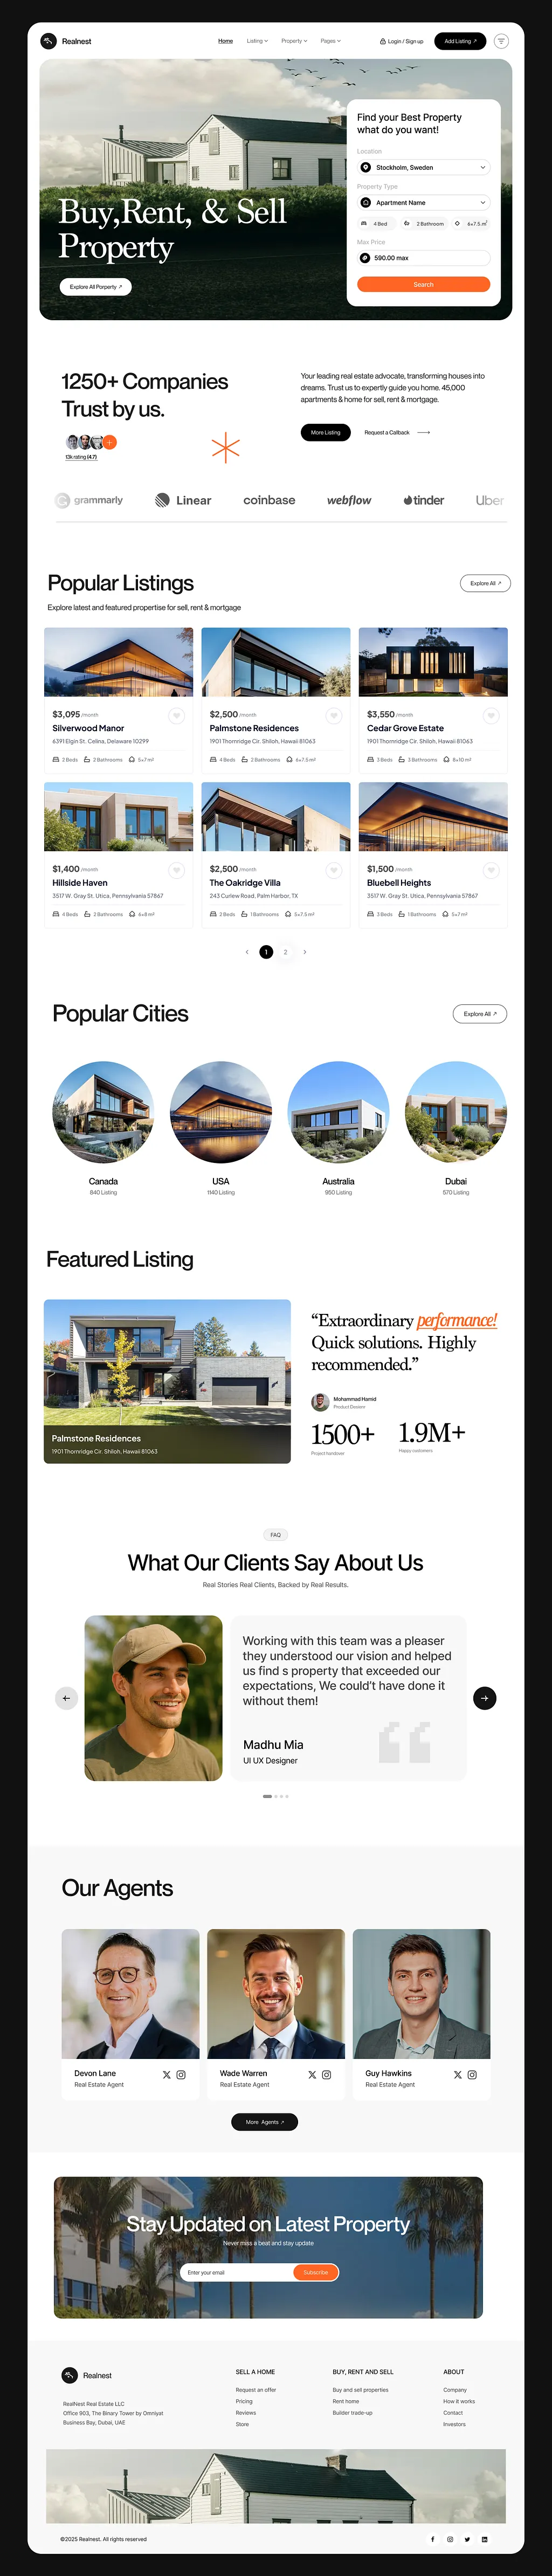 Realnest
Home
Listing
Property
Pages
Login / Sign up
Add Listing
Buy,Rent, & Sell
Property
Explore All Porperty
Find your Best Property
what do you want!
Location
Stockholm, Sweden
Property Type
Apartment Name
4 Bed
2 Bathroom
6×7.5 m²
Max Price
590.00 max
Search
1250+ Companies
Trust by us.
13k rating (4.7)
Your leading real estate advocate, transforming houses into
dreams. Trust us to expertly guide you home. 45,000
apartments & home for sell, rent & mortgage.
More Listing
Request a Callback
grammarly
Linear
coinbase
webflow
tinder
Uber
Popular Listings
Explore All
Explore latest and featured propertise for sell, rent & mortgage
$3,095 /month
Silverwood Manor
6391 Elgin St. Celina, Delaware 10299
2 Beds
2 Bathrooms
5×7 m²
$2,500 /month
Palmstone Residences
1901 Thornridge Cir. Shiloh, Hawaii 81063
4 Beds
2 Bathrooms
6×7.5 m²
$3,550 /month
Cedar Grove Estate
1901 Thornridge Cir. Shiloh, Hawaii 81063
3 Beds
3 Bathrooms
8×10 m²
$1,400 /month
Hillside Haven
3517 W. Gray St. Utica, Pennsylvania 57867
4 Beds
2 Bathrooms
6×8 m²
$2,500 /month
The Oakridge Villa
243 Curlew Road, Palm Harbor, TX
2 Beds
1 Bathrooms
5×7.5 m²
$1,500 /month
Bluebell Heights
3517 W. Gray St. Utica, Pennsylvania 57867
3 Beds
1 Bathrooms
5×7 m²
1
2
Popular Cities
Explore All
Canada
840 Listing
USA
1140 Listing
Australia
950 Listing
Dubai
570 Listing
Featured Listing
Palmstone Residences
1901 Thornridge Cir. Shiloh, Hawaii 81063
“Extraordinary performance!
Quick solutions. Highly
recommended.”
Mohammad Hamid
Product Devisior
1500+
Project handover
1.9M+
Happy customers
FAQ
What Our Clients Say About Us
Real Stories Real Clients, Backed by Real Results.
Working with this team was a pleaser
they understood our vision and helped
us find s property that exceeded our
expectations, We could’t have done it
without them!
Madhu Mia
UI UX Designer
Our Agents
Devon Lane
Real Estate Agent
Wade Warren
Real Estate Agent
Guy Hawkins
Real Estate Agent
More Agents
Stay Updated on Latest Property
Never miss a beat and stay update
Enter your email
Subscribe
Realnest
RealNest Real Estate LLC
Office 903, The Binary Tower by Omniyat
Business Bay, Dubai, UAE
SELL A HOME
Request an offer
Pricing
Reviews
Store
BUY, RENT AND SELL
Buy and sell properties
Rent home
Builder trade-up
ABOUT
Company
How it works
Contact
Investors
©2025 Realnest. All rights reserved